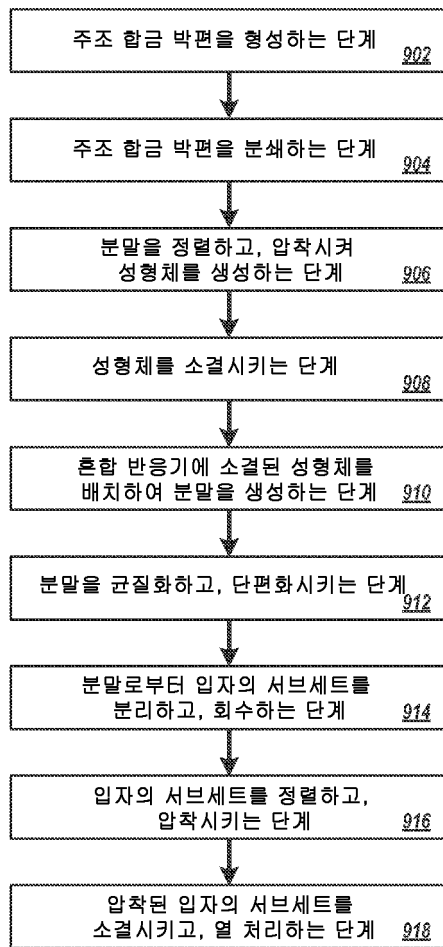 주조 합금 박편을 형성하는 단계
902
주조 합금 박편을 분쇄하는 단계
904
분말을 정렬하고, 압착시켜
성형체를 생성하는 단계
906
성형체를 소결시키는 단계
908
혼합 반응기에 소결된 성형체를
배치하여 분말을 생성하는 단계
910
분말을 균질화하고, 단편화시키는 단계
912
분말로부터 입자의 서브세트를
분리하고, 회수하는 단계
914
입자의 서브세트를 정렬하고,
압착시키는 단계
916
압착된 입자의 서브세트를
소결시키고, 열 처리하는 단계
918